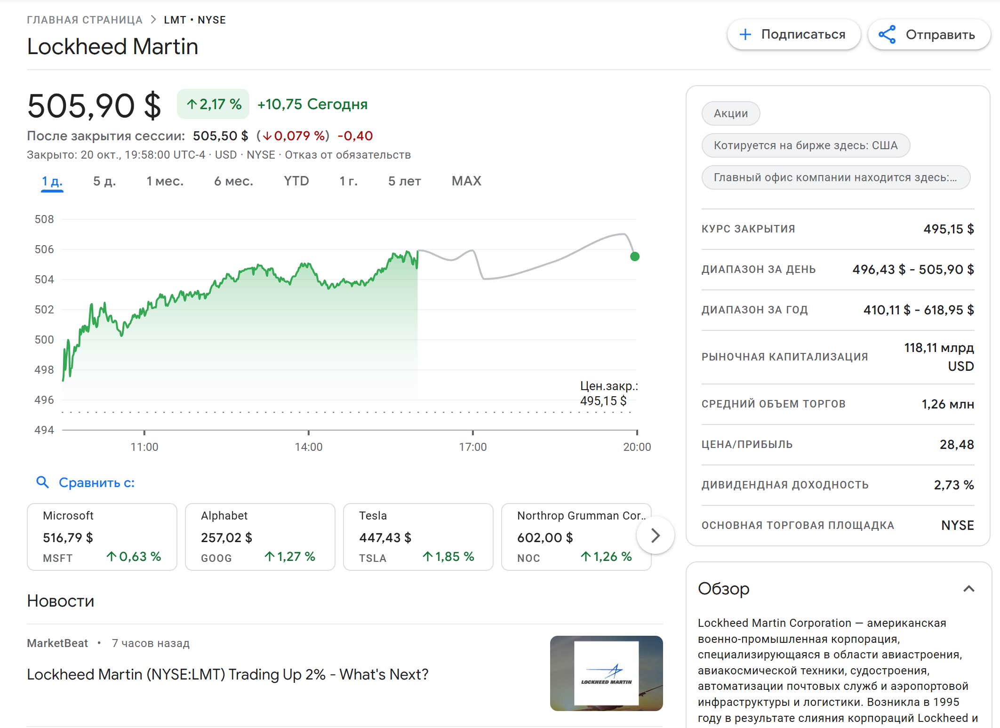 ГЛАВНАЯ СТРАНИЦА > LMT • NYSE
Lockheed Martin
Подписаться
Отправить
505,90 $ ↑2,17 % +10,75 Сегодня
После закрытия сессии: 505,50 $ (↓0,079 %) -0,40
Закрыто: 20 окт., 19:58:00 UTC-4 · USD · NYSE · Отказ от обязательств
1 д. 5 д. 1 мес. 6 мес. YTD 1 г. 5 лет MAX
508
506
504
502
500
498
496
494
Цен.закр.:
495,15 $
11:00 14:00 17:00 20:00
Сравнить с:
Microsoft
516,79 $
MSFT ↑0,63 %
Alphabet
257,02 $
GOOG ↑1,27 %
Tesla
447,43 $
TSLA ↑1,85 %
Northrop Grumman Cor...
602,00 $
NOC ↑1,26 %
Новости
MarketBeat • 7 часов назад
Lockheed Martin (NYSE:LMT) Trading Up 2% - What's Next?
LOCKHEED MARTIN
Акции
Котируется на бирже здесь: США
Главный офис компании находится здесь:...
КУРС ЗАКРЫТИЯ 495,15 $
ДИАПАЗОН ЗА ДЕНЬ 496,43 $ - 505,90 $
ДИАПАЗОН ЗА ГОД 410,11 $ - 618,95 $
РЫНОЧНАЯ КАПИТАЛИЗАЦИЯ 118,11 млрд
USD
СРЕДНИЙ ОБЪЕМ ТОРГОВ 1,26 млн
ЦЕНА/ПРИБЫЛЬ 28,48
ДИВИДЕНДНАЯ ДОХОДНОСТЬ 2,73 %
ОСНОВНАЯ ТОРГОВАЯ ПЛОЩАДКА NYSE
Обзор
Lockheed Martin Corporation — американская
военно-промышленная корпорация,
специализирующаяся в области авиастроения,
авиакосмической техники, судостроения,
автоматизации почтовых служб и аэропортовой
инфраструктуры и логистики. Возникла в 1995
году в результате слияния корпораций Lockheed и